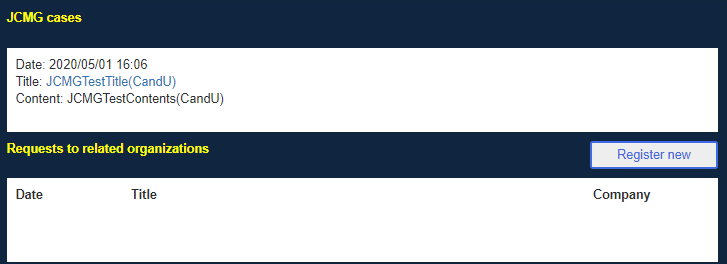 JCMG cases
Date: 2020/05/01 16:06
Title: JCMGTestTitle(CandU)
Content: JCMGTestContents(CandU)
Requests to related organizations
Register new
Date Title Company